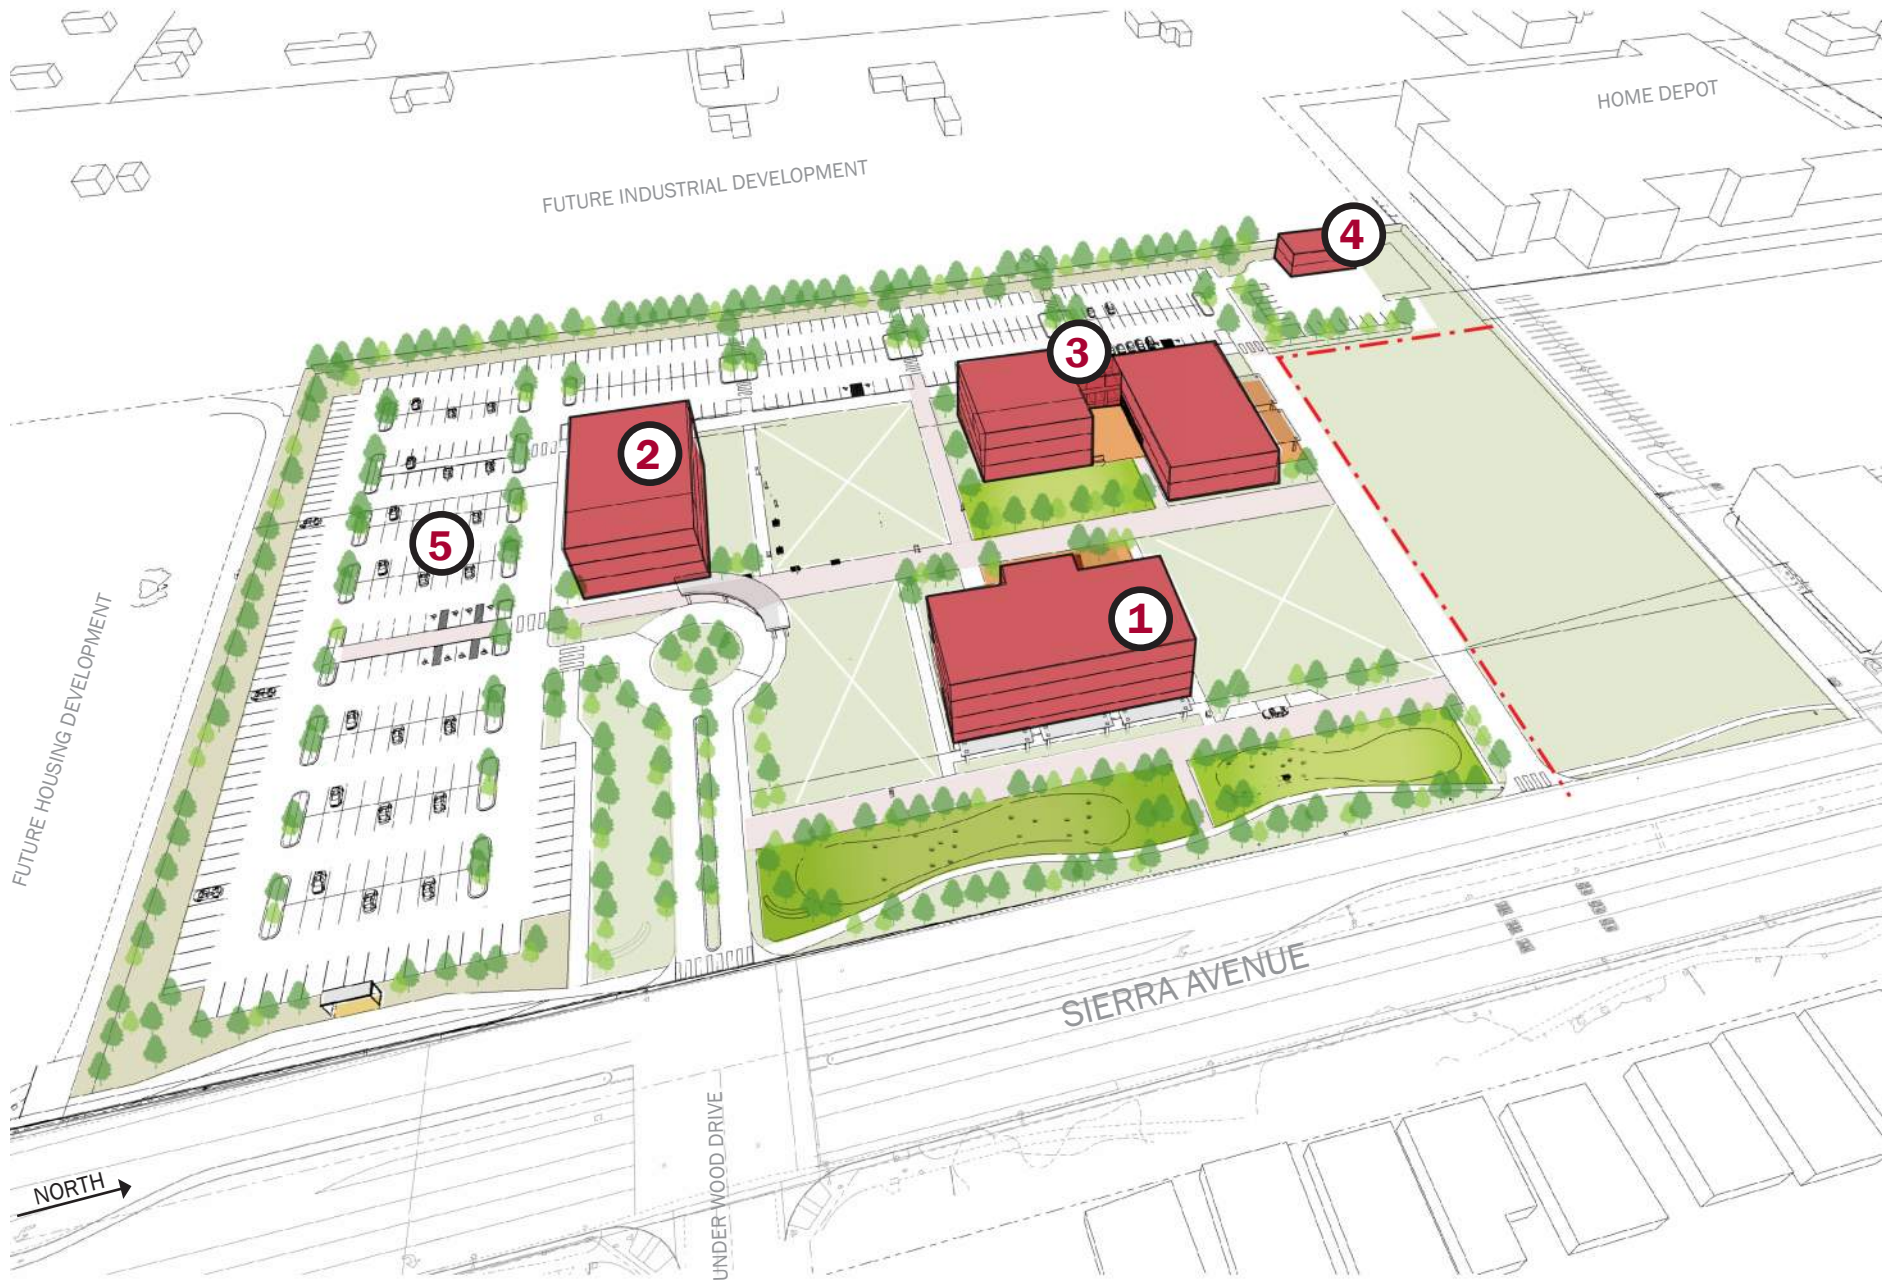 HOME DEPOT
FUTURE INDUSTRIAL DEVELOPMENT
4
3
2
5
1
FUTURE HOUSING DEVELOPMENT
SIERRA AVENUE
UNDERWOOD DRIVE
NORTH